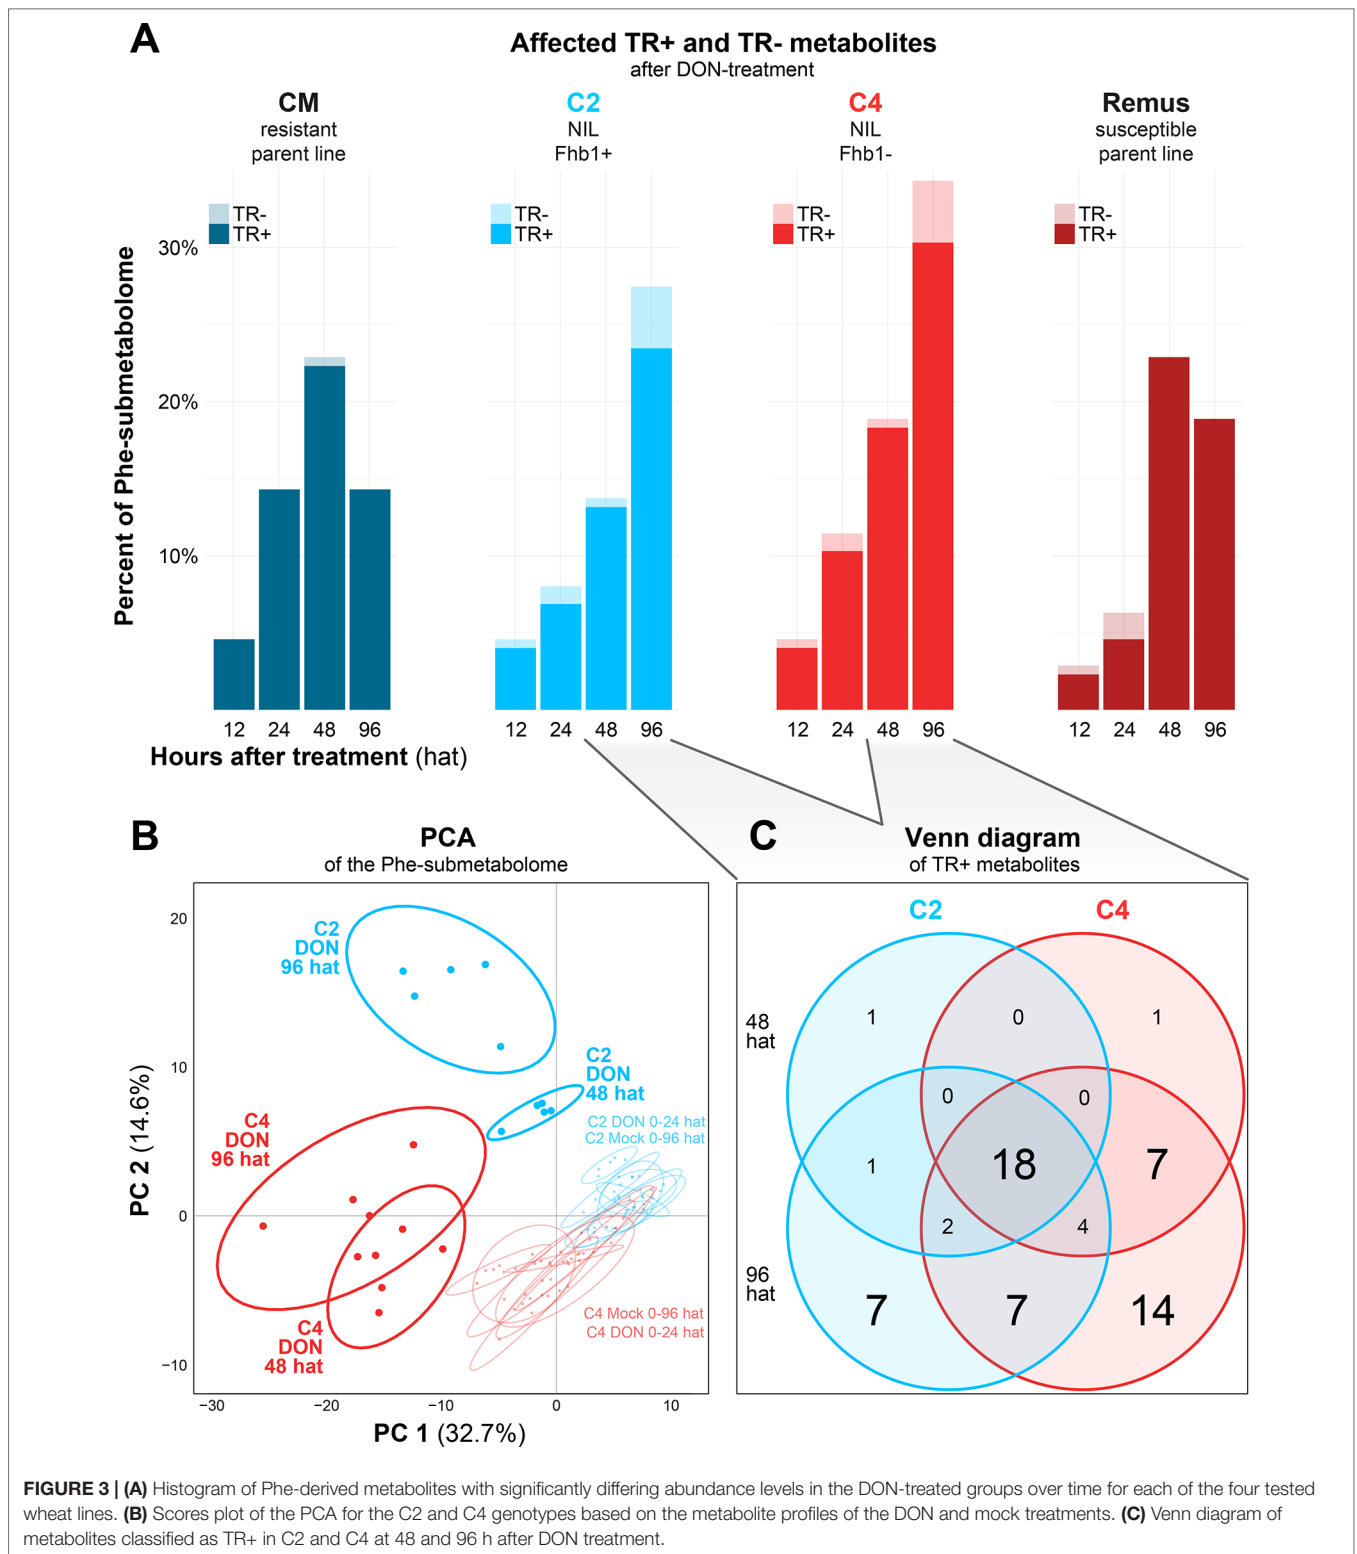 A
Affected TR+ and TR- metabolites
after DON-treatment
CM
resistant
parent line
C2
NIL
Fhb1+
C4
NIL
Fhb1-
Remus
susceptible
parent line
TR-
TR+
TR-
TR+
TR-
TR+
TR-
TR+
Percent of Phe-submetabolome
30%
20%
10%
12 24 48 96
12 24 48 96
12 24 48 96
12 24 48 96
Hours after treatment (hat)
B
PCA
of the Phe-submetabolome
C2
DON
96 hat
C2
DON
48 hat
C2 DON 0-24 hat
C2 Mock 0-96 hat
C4
DON
96 hat
C4
DON
48 hat
C4 Mock 0-96 hat
C4 DON 0-24 hat
PC 2 (14.6%)
20
10
0
−10
−30 −20 −10 0 10
PC 1 (32.7%)
C
Venn diagram
of TR+ metabolites
C2 C4
48
hat
1 0 1
0 0
1 18 7
2 4
96
hat
7 7 14
FIGURE 3 | (A) Histogram of Phe-derived metabolites with significantly differing abundance levels in the DON-treated groups over time for each of the four tested
wheat lines. (B) Scores plot of the PCA for the C2 and C4 genotypes based on the metabolite profiles of the DON and mock treatments. (C) Venn diagram of
metabolites classified as TR+ in C2 and C4 at 48 and 96 h after DON treatment.